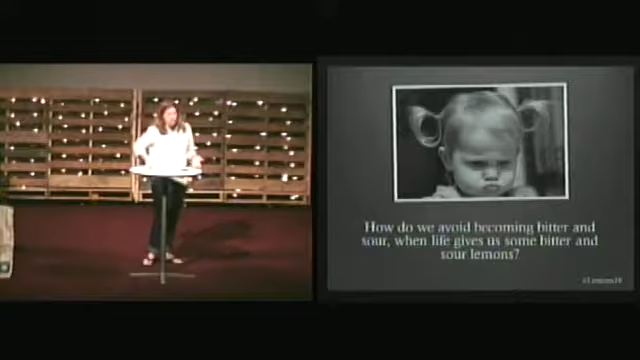 How do we avoid becoming bitter and
sour, when life gives us some bitter and
sour lemons?